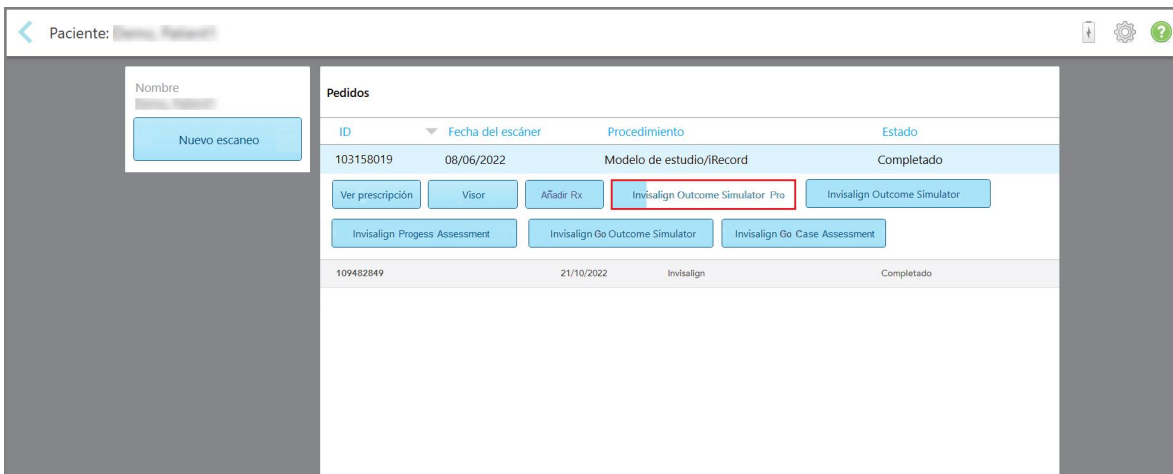 Paciente:
Nombre
Nuevo escaneo
Pedidos
ID Fecha del escáner Procedimiento Estado
103158019 08/06/2022 Modelo de estudio/iRecord Completado
Ver prescripción Visor Añadir Rx Invisalign Outcome Simulator Pro Invisalign Outcome Simulator
Invisalign Progess Assessment Invisalign Go Outcome Simulator Invisalign Go Case Assessment
109482849 21/10/2022 Invisalign Completado